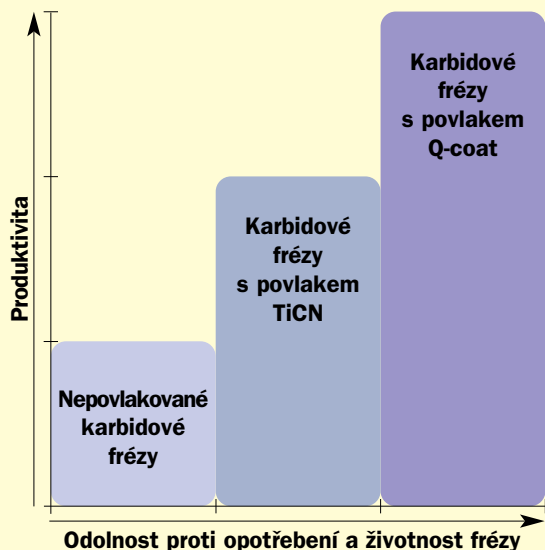 Produktivita
Karbidové
frézy
s povlakem
Q-coat
Karbidové
frézy
s povlakem
TiCN
Nepovlakované
karbidové
frézy
Odolnost proti opotřebení a životnost frézy